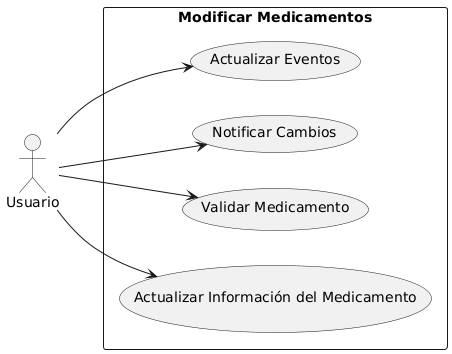 Modificar Medicamentos
Actualizar Eventos
Notificar Cambios
Usuario
Validar Medicamento
Actualizar Información del Medicamento